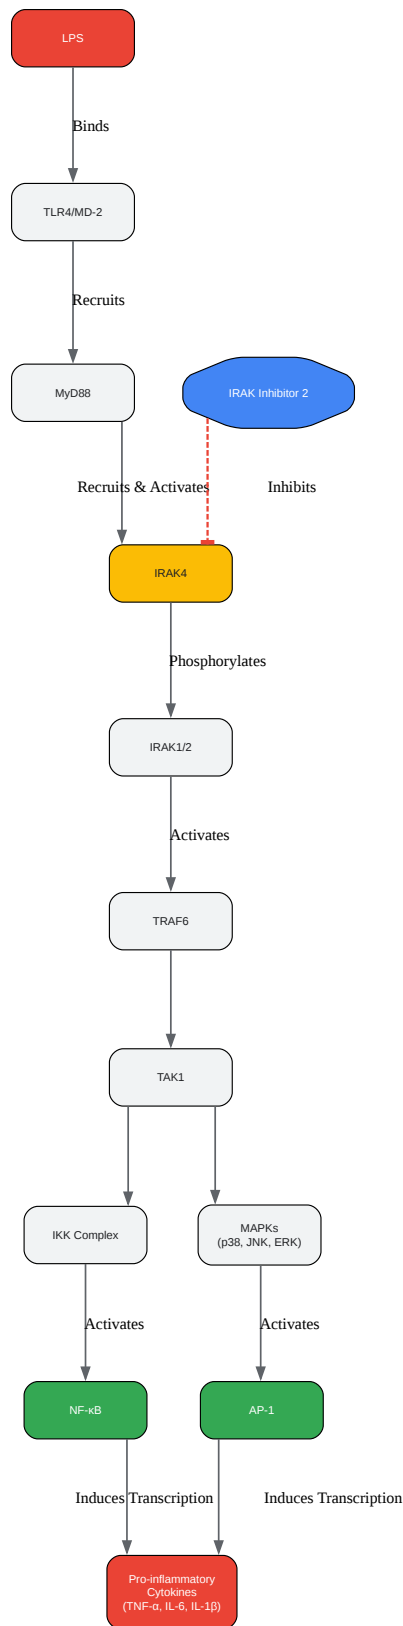 LPS
Binds
TLR4/MD-2
Recruits
MyD88
IRAK Inhibitor 2
Recruits & Activates
Inhibits
IRAK4
Phosphorylates
IRAK1/2
Activates
TRAF6
TAK1
IKK Complex
MAPKs
(p38, JNK, ERK)
Activates
Activates
NF-κB
AP-1
Induces Transcription
Induces Transcription
Pro-inflammatory
Cytokines
(TNF-α, IL-6, IL-1β)